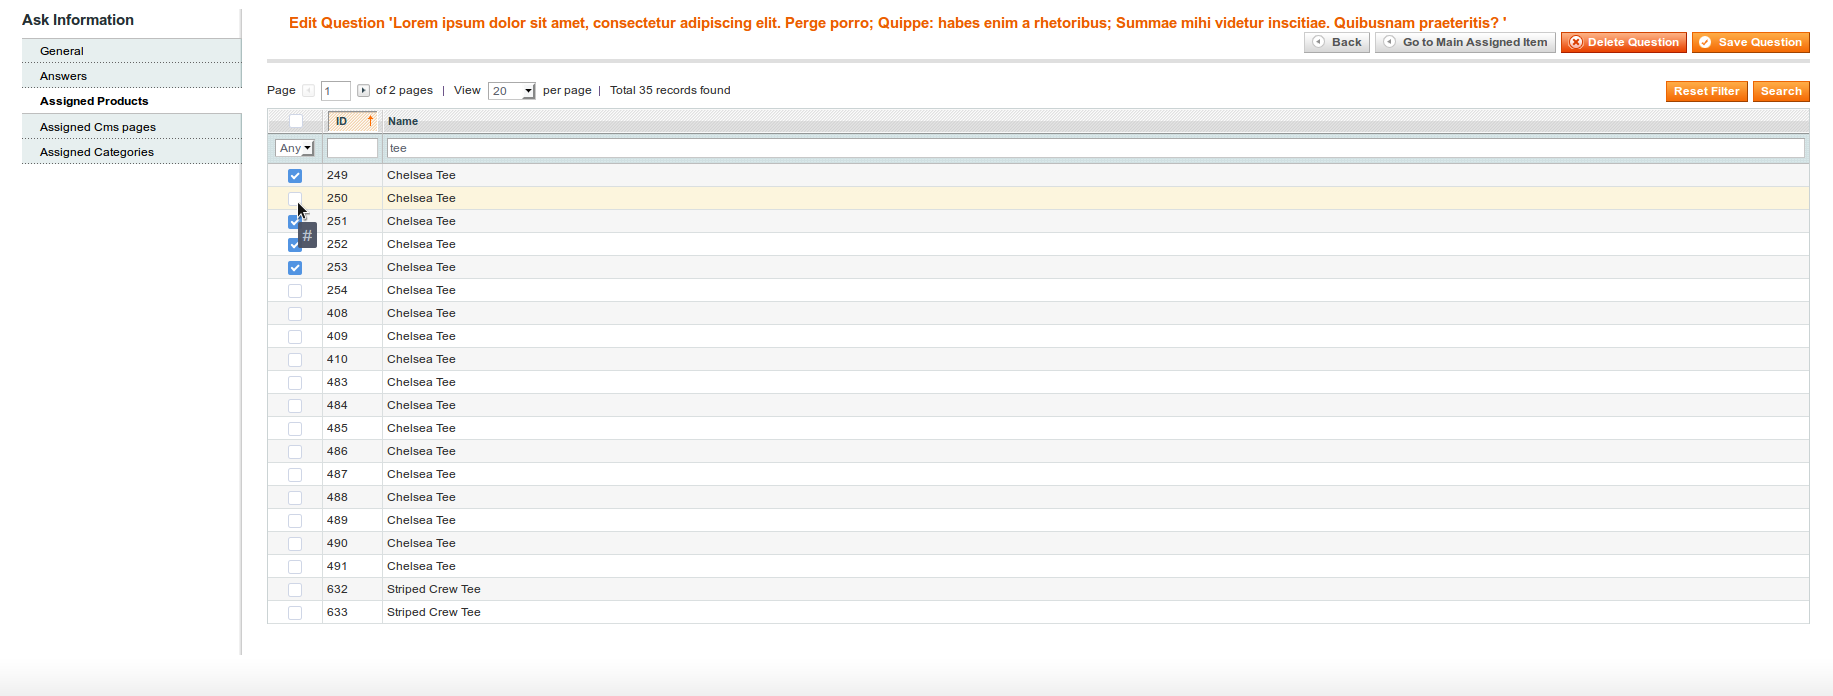 Ask Information
General
Answers
Assigned Products
Assigned Cms pages
Assigned Categories
Edit Question 'Lorem ipsum dolor sit amet, consectetur adipiscing elit. Perge porro; Quippe: habes enim a rhetoribus; Summae mihi videtur inscitiae. Quibusnam praeteritis? '
Back Go to Main Assigned Item Delete Question Save Question
Page 1 of 2 pages | View 20 per page | Total 35 records found Reset Filter Search
ID Name
Any tee
249 Chelsea Tee
250 Chelsea Tee
251 Chelsea Tee
#
252 Chelsea Tee
253 Chelsea Tee
254 Chelsea Tee
408 Chelsea Tee
409 Chelsea Tee
410 Chelsea Tee
483 Chelsea Tee
484 Chelsea Tee
485 Chelsea Tee
486 Chelsea Tee
487 Chelsea Tee
488 Chelsea Tee
489 Chelsea Tee
490 Chelsea Tee
491 Chelsea Tee
632 Striped Crew Tee
633 Striped Crew Tee